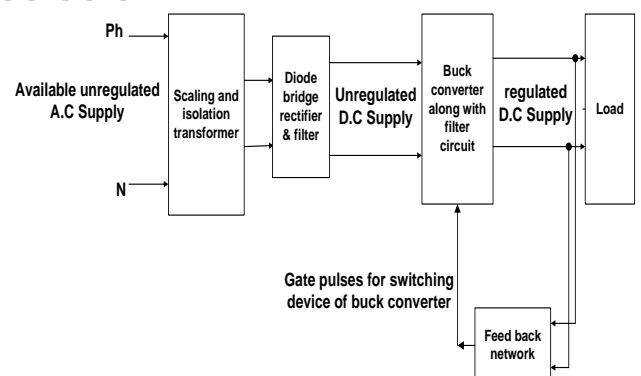 Ph
Available unregulated
A.C Supply
N
Scaling and
isolation
transformer
Diode
bridge
rectifier
& filter
Unregulated
D.C Supply
Buck
converter
along with
filter
circuit
regulated
D.C Supply
Load
Gate pulses for switching
device of buck converter
Feed back
network